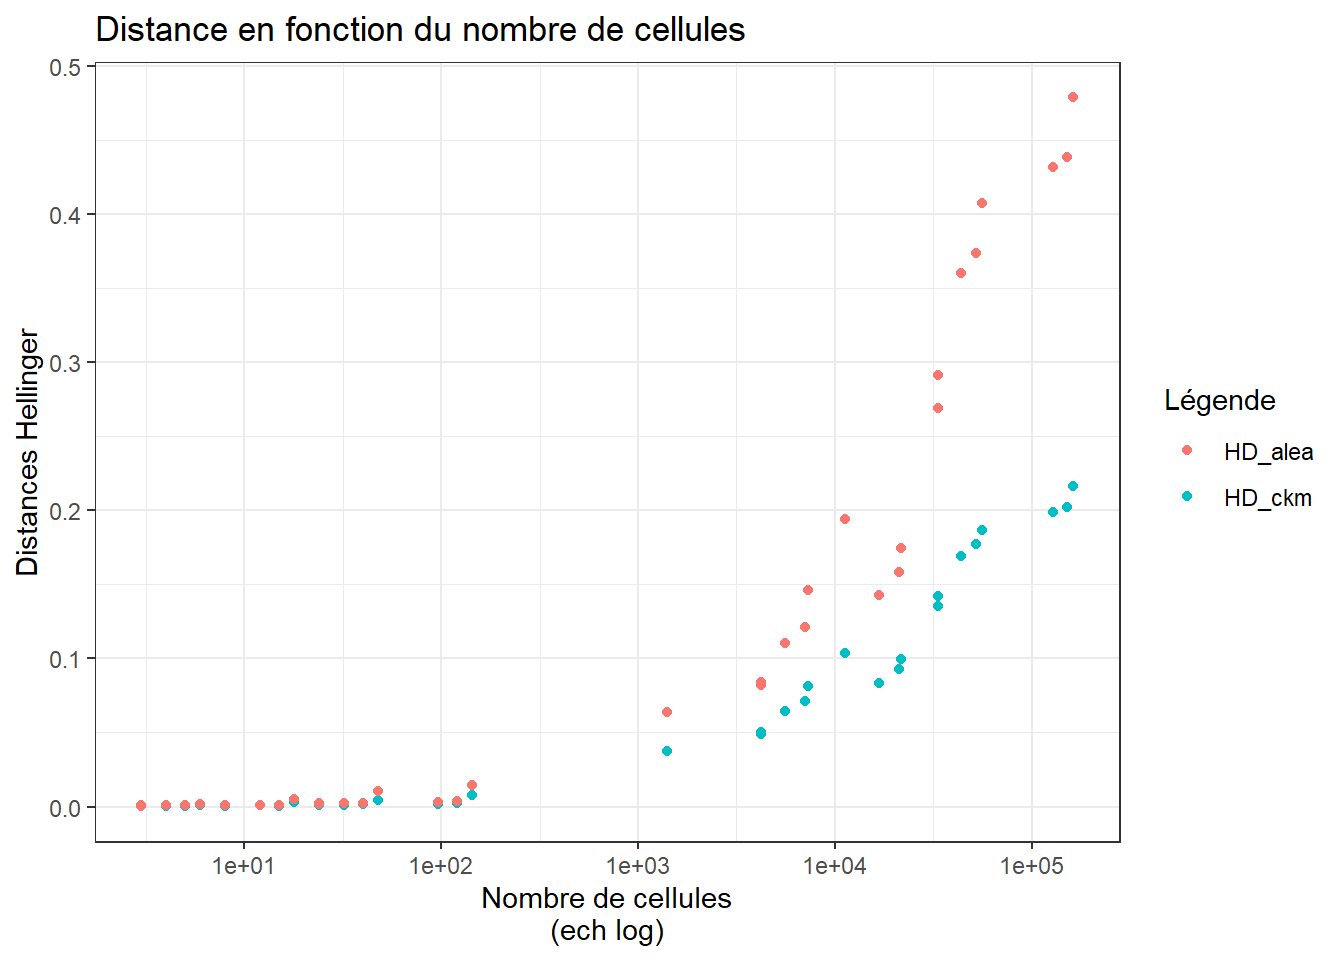 Distance en fonction du nombre de cellules
Distances Hellinger
0.5
0.4
0.3
0.2
0.1
0.0
1e+01
1e+02
1e+03
1e+04
1e+05
Nombre de cellules
(ech log)
Légende
HD_alea
HD_ckm